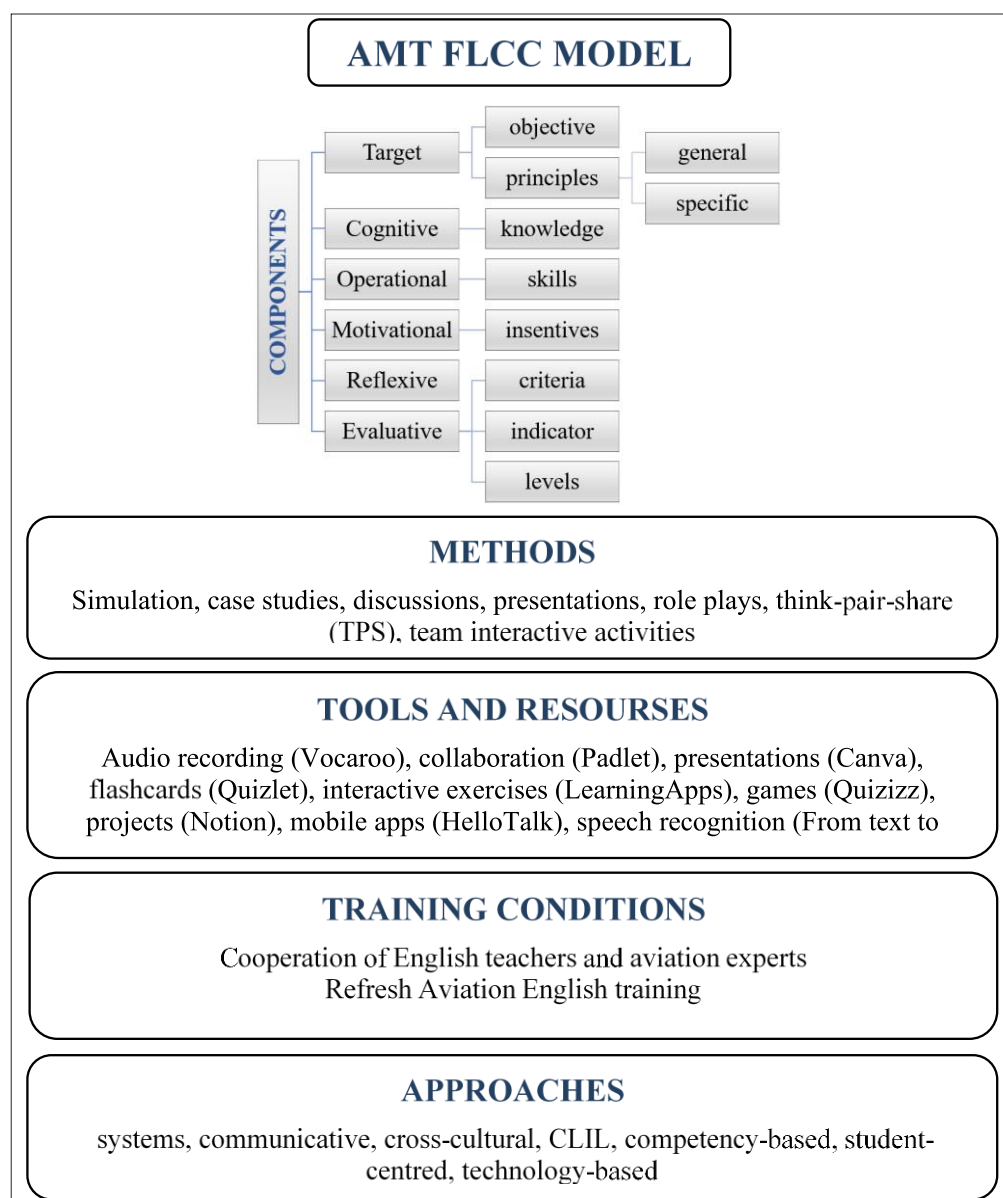 AMT FLCC MODEL
COMPONENTS
Target
objective
principles
general
specific
Cognitive
knowledge
Operational
skills
Motivational
insentives
Reflexive
Evaluative
criteria
indicator
levels
METHODS
Simulation, case studies, discussions, presentations, role plays, think-pair-share
(TPS), team interactive activities
TOOLS AND RESOURSES
Audio recording (Vocaroo), collaboration (Padlet), presentations (Canva),
flashcards (Quizlet), interactive exercises (LearningApps), games (Quizizz),
projects (Notion), mobile apps (HelloTalk), speech recognition (From text to
TRAINING CONDITIONS
Cooperation of English teachers and aviation experts
Refresh Aviation English training
APPROACHES
systems, communicative, cross-cultural, CLIL, competency-based, student-
centred, technology-based